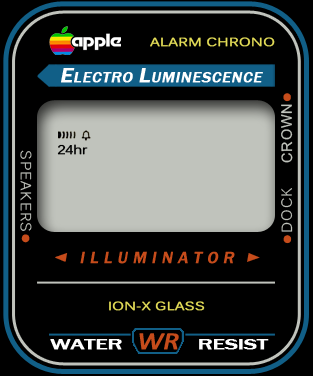 apple ALARM CHRONO
ELECTRO LUMINESCENCE
24hr
SPEAKERS
CROWN
DOCK
ILLUMINATOR
ION-X GLASS
WATER WR RESIST